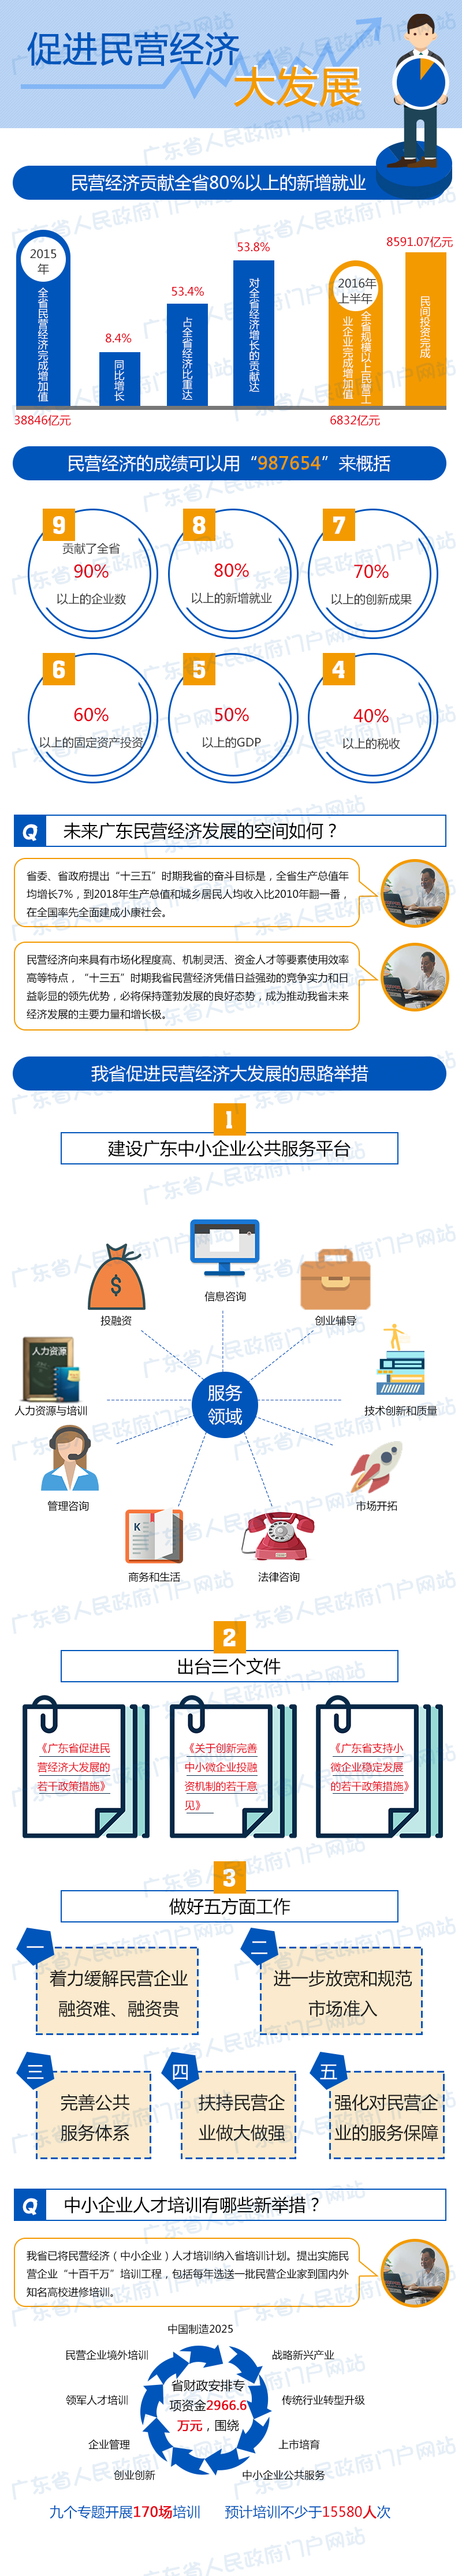 促进民营经济
大发展
民营经济贡献全省80%以上的新增就业
2015
年
全省民营经济完成增加值
38846亿元
8.4%
同比增长
53.4%
占全省经济比重达
53.8%
对全省经济增长的贡献达
2016年
上半年
全省规模以上民营工
业企业完成增加值
6832亿元
8591.07亿元
民间投资完成
民营经济的成绩可以用“987654”来概括
9
贡献了全省
90%
以上的企业数
8
80%
以上的新增就业
7
70%
以上的创新成果
6
60%
以上的固定资产投资
5
50%
以上的GDP
4
40%
以上的税收
Q 未来广东民营经济发展的空间如何？
省委、省政府提出“十三五”时期我省的奋斗目标是，全省生产总值年
均增长7%，到2018年生产总值和城乡居民人均收入比2010年翻一番，
在全国率先全面建成小康社会。
民营经济向来具有市场化程度高、机制灵活、资金人才等要素使用效率
高等特点，“十三五”时期我省民营经济凭借日益强劲的竞争实力和日
益彰显的领先优势，必将保持蓬勃发展的良好态势，成为推动我省未来
经济发展的主要力量和增长极。
我省促进民营经济大发展的思路举措
1
建设广东中小企业公共服务平台
信息咨询
投融资
创业辅导
人力资源
人力资源与培训
服务
领域
技术创新和质量
管理咨询
市场开拓
K
商务和生活
法律咨询
2
出台三个文件
《广东省促进民
营经济大发展的
若干政策措施》
《关于创新完善
中小微企业投融
资机制的若干意
见》
《广东省支持小
微企业稳定发展
的若干政策措施》
3
做好五方面工作
一
着力缓解民营企业
融资难、融资贵
二
进一步放宽和规范
市场准入
三
完善公共
服务体系
四
扶持民营企
业做大做强
五
强化对民营企
业的服务保障
Q 中小企业人才培训有哪些新举措？
我省已将民营经济（中小企业）人才培训纳入省培训计划。提出实施民
营企业“十百千万”培训工程，包括每年选送一批民营企业家到国内外
知名高校进修培训。
中国制造2025
民营企业境外培训
战略新兴产业
省财政安排专
项资金2966.6
万元，围绕
领军人才培训
传统行业转型升级
企业管理
上市培育
创业创新
中小企业公共服务
九个专题开展170场培训 预计培训不少于15580人次
广东省人民政府门户网站